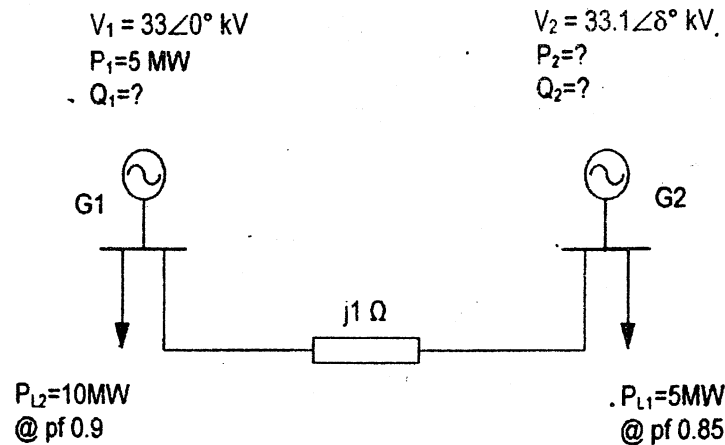 V₁ = 33∠0° kV
P₁=5 MW
Q₁=?
V₂ = 33.1∠δ° kV
P₂=?
Q₂=?
G1
G2
j1 Ω
P_L2=10MW
@ pf 0.9
P_L1=5MW
@ pf 0.85